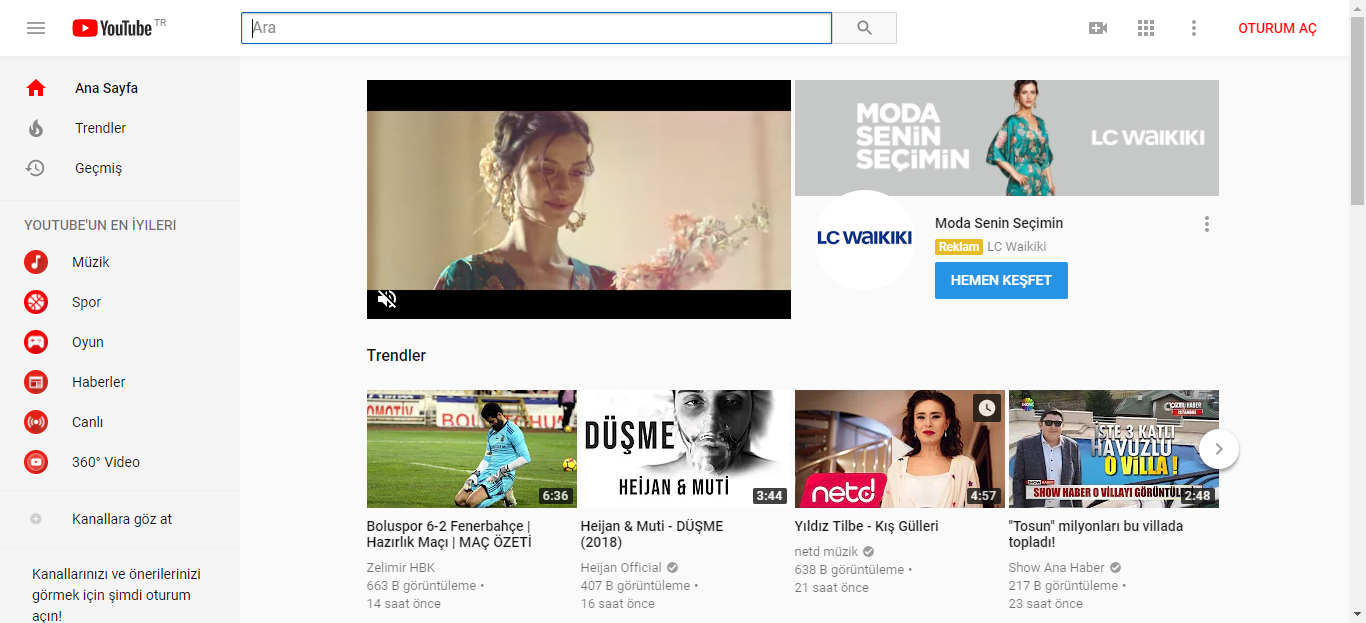 YouTube TR
Ara
OTURUM AÇ
Ana Sayfa
Trendler
Geçmiş
YOUTUBE'UN EN İYILERI
Müzik
Spor
Oyun
Haberler
Canlı
360° Video
Kanallara göz at
Kanallarınızı ve önerilerinizi
görmek için şimdi oturum
açın!
MODA
SENİN
SEÇİMİN
LC WAIKIKI
LC WAIKIKI
Moda Senin Seçimin
Reklam LC Waikiki
HEMEN KEŞFET
Trendler
6:36
Boluspor 6-2 Fenerbahçe |
Hazırlık Maçı | MAÇ ÖZETİ
Zelimir HBK
663 B görüntüleme •
14 saat önce
DÜŞME
HEİJAN & MUTİ
3:44
Heijan & Muti - DÜŞME
(2018)
Heijan Official
407 B görüntüleme •
16 saat önce
netd
4:57
Yıldız Tilbe - Kış Gülleri
netd müzik
638 B görüntüleme •
21 saat önce
İŞTE 3 KATLI
HAVUZLU
O VİLLA !
SHOW HABER O VİLLAYI GÖRÜNTÜL
2:48
"Tosun" milyonları bu villada
topladı!
Show Ana Haber
217 B görüntüleme •
23 saat önce